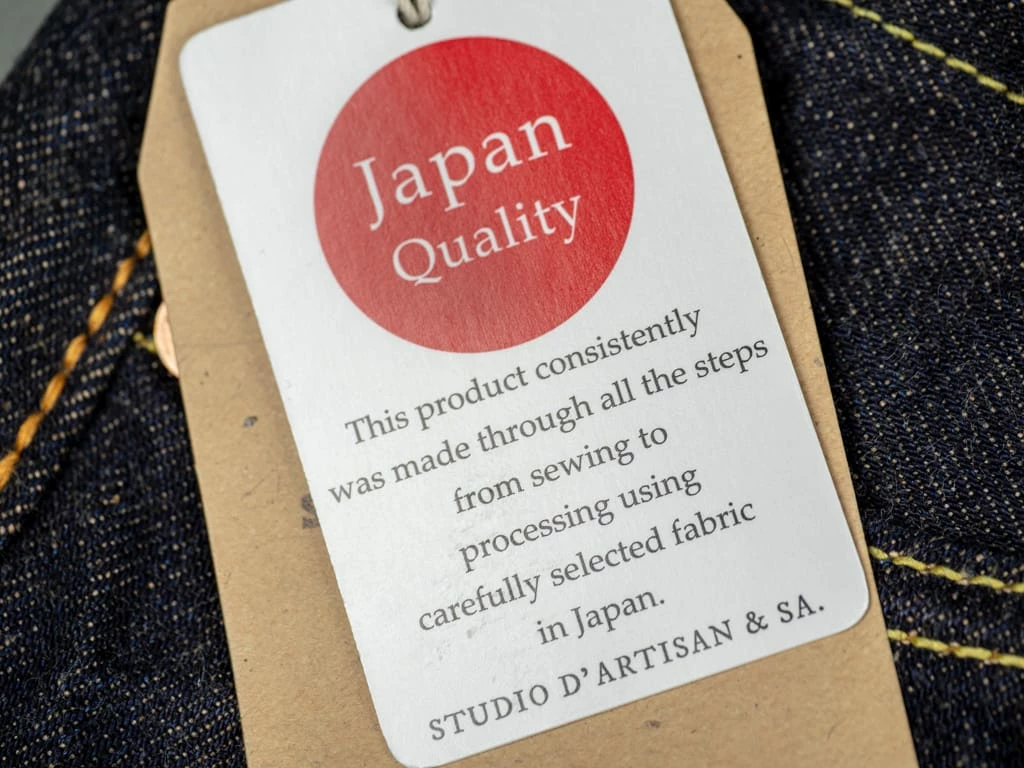 Japan
Quality
This product consistently
was made through all the steps
from sewing to
processing using
carefully selected fabric
in Japan.
STUDIO D'ARTISAN & SA.